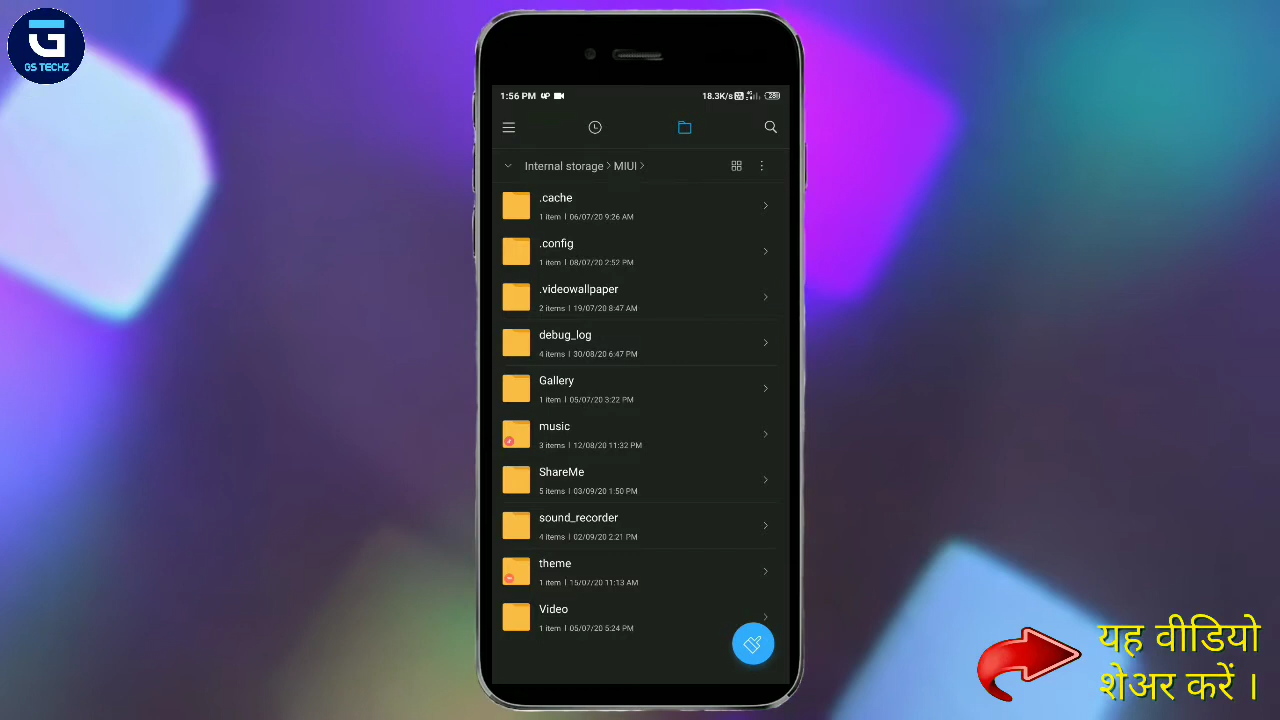 GS TECHZ
1:56 PM
18.3K/s
Internal storage > MIUI >
.cache
1 item | 06/07/20 9:26 AM
.config
1 item | 08/07/20 2:52 PM
.videowallpaper
2 items | 19/07/20 8:47 AM
debug_log
4 items | 30/08/20 6:47 PM
Gallery
1 item | 05/07/20 3:22 PM
music
3 items | 12/08/20 11:32 PM
ShareMe
5 items | 03/09/20 1:50 PM
sound_recorder
4 items | 02/09/20 2:21 PM
theme
1 item | 15/07/20 11:13 AM
Video
1 item | 05/07/20 5:24 PM
यह वीडियो
शेअर करें ।